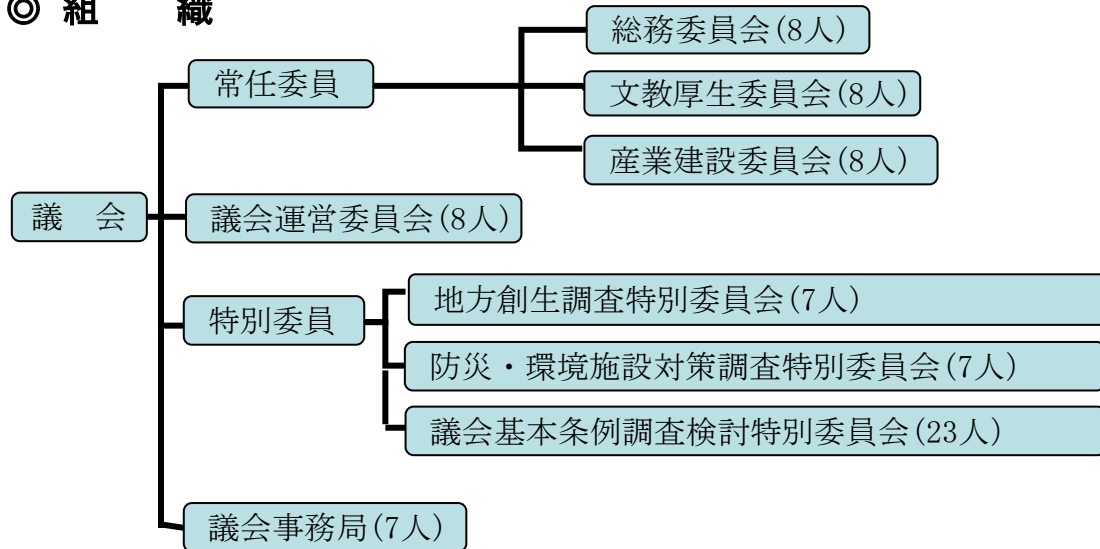 ◎ 組　織
総務委員会(8人)
常任委員
文教厚生委員会(8人)
産業建設委員会(8人)
議　会
議会運営委員会(8人)
地方創生調査特別委員会(7人)
特別委員
防災・環境施設対策調査特別委員会(7人)
議会基本条例調査検討特別委員会(23人)
議会事務局(7人)